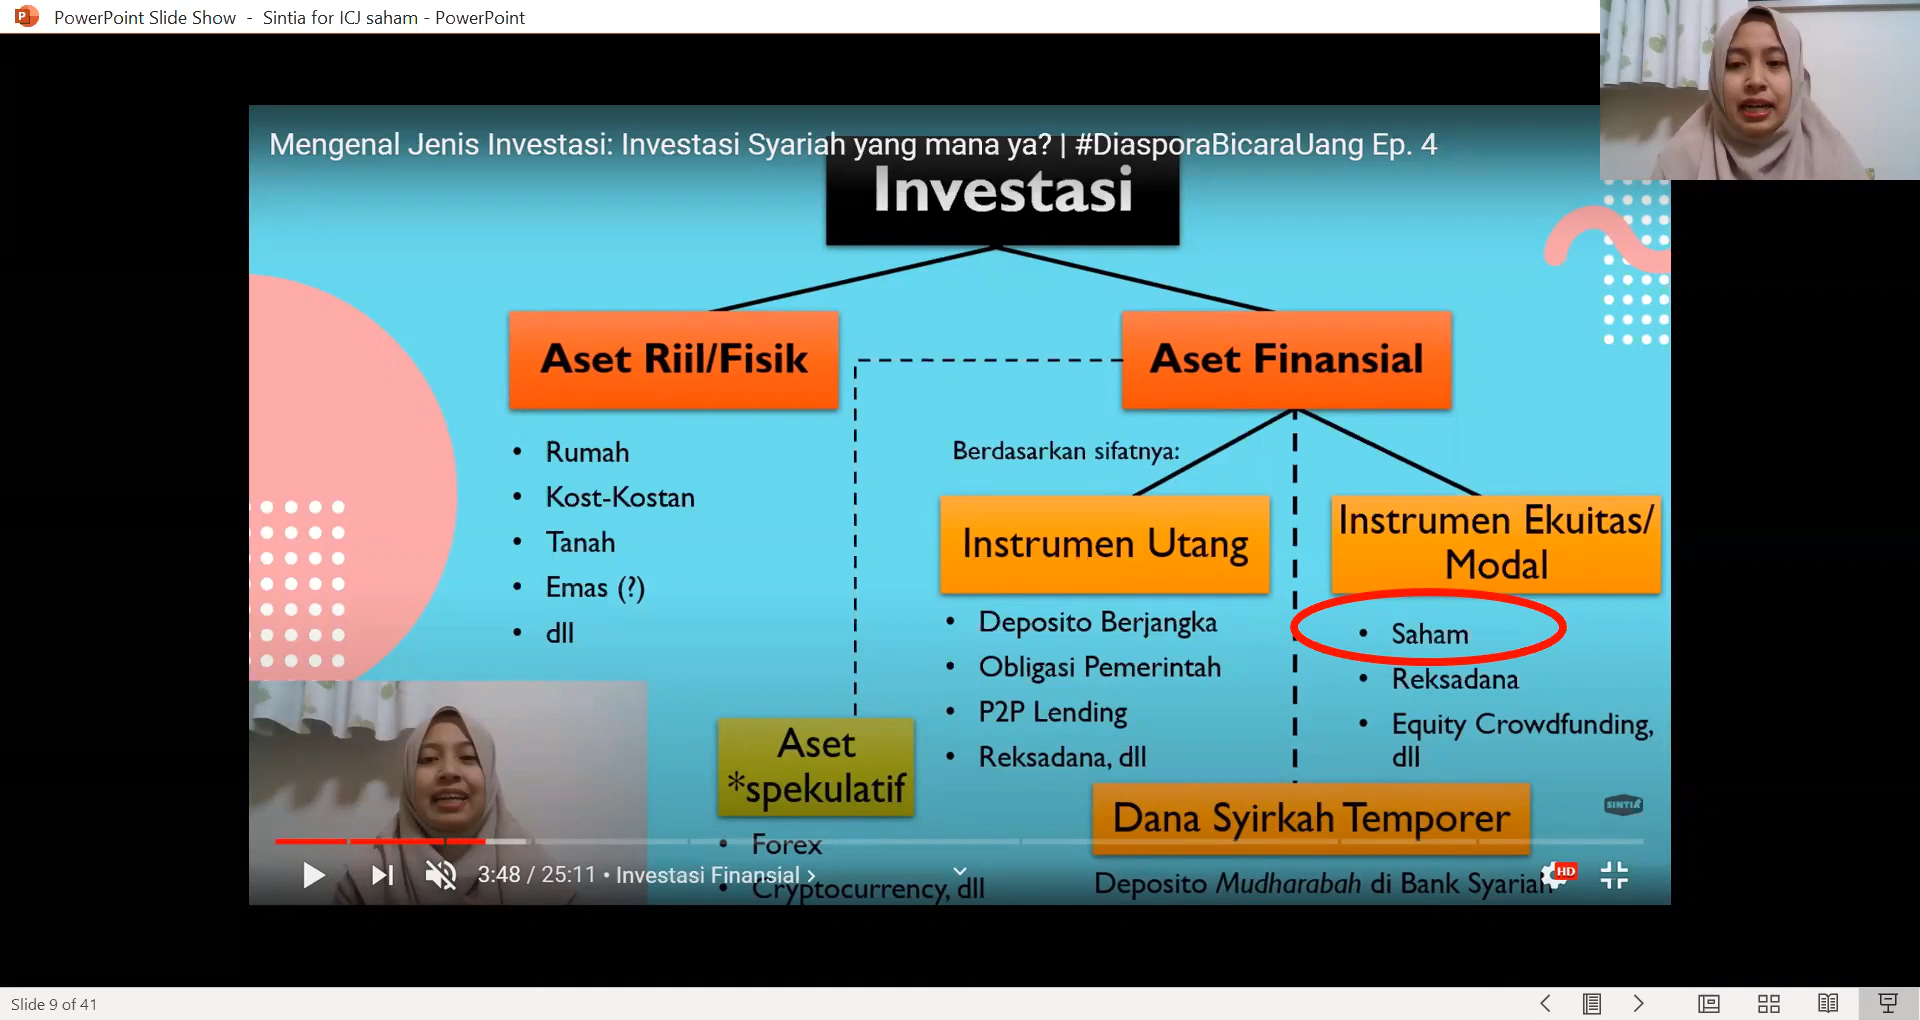 PowerPoint Slide Show - Sintia for ICJ saham - PowerPoint
Mengenal Jenis Investasi: Investasi Syariah yang mana ya? | #DiasporaBicaraUang Ep. 4
Investasi
Aset Riil/Fisik
• Rumah
• Kost-Kostan
• Tanah
• Emas (?)
• dll
Aset Finansial
Berdasarkan sifatnya:
Instrumen Utang
• Deposito Berjangka
• Obligasi Pemerintah
• P2P Lending
• Reksadana, dll
Instrumen Ekuitas/
Modal
• Saham
• Reksadana
• Equity Crowdfunding,
dll
Aset
*spekulatif
• Forex
• Cryptocurrency, dll
Dana Syirkah Temporer
Deposito Mudharabah di Bank Syariah
SINTIA
3:48 / 25:11 • Investasi Finansial
HD
Slide 9 of 41